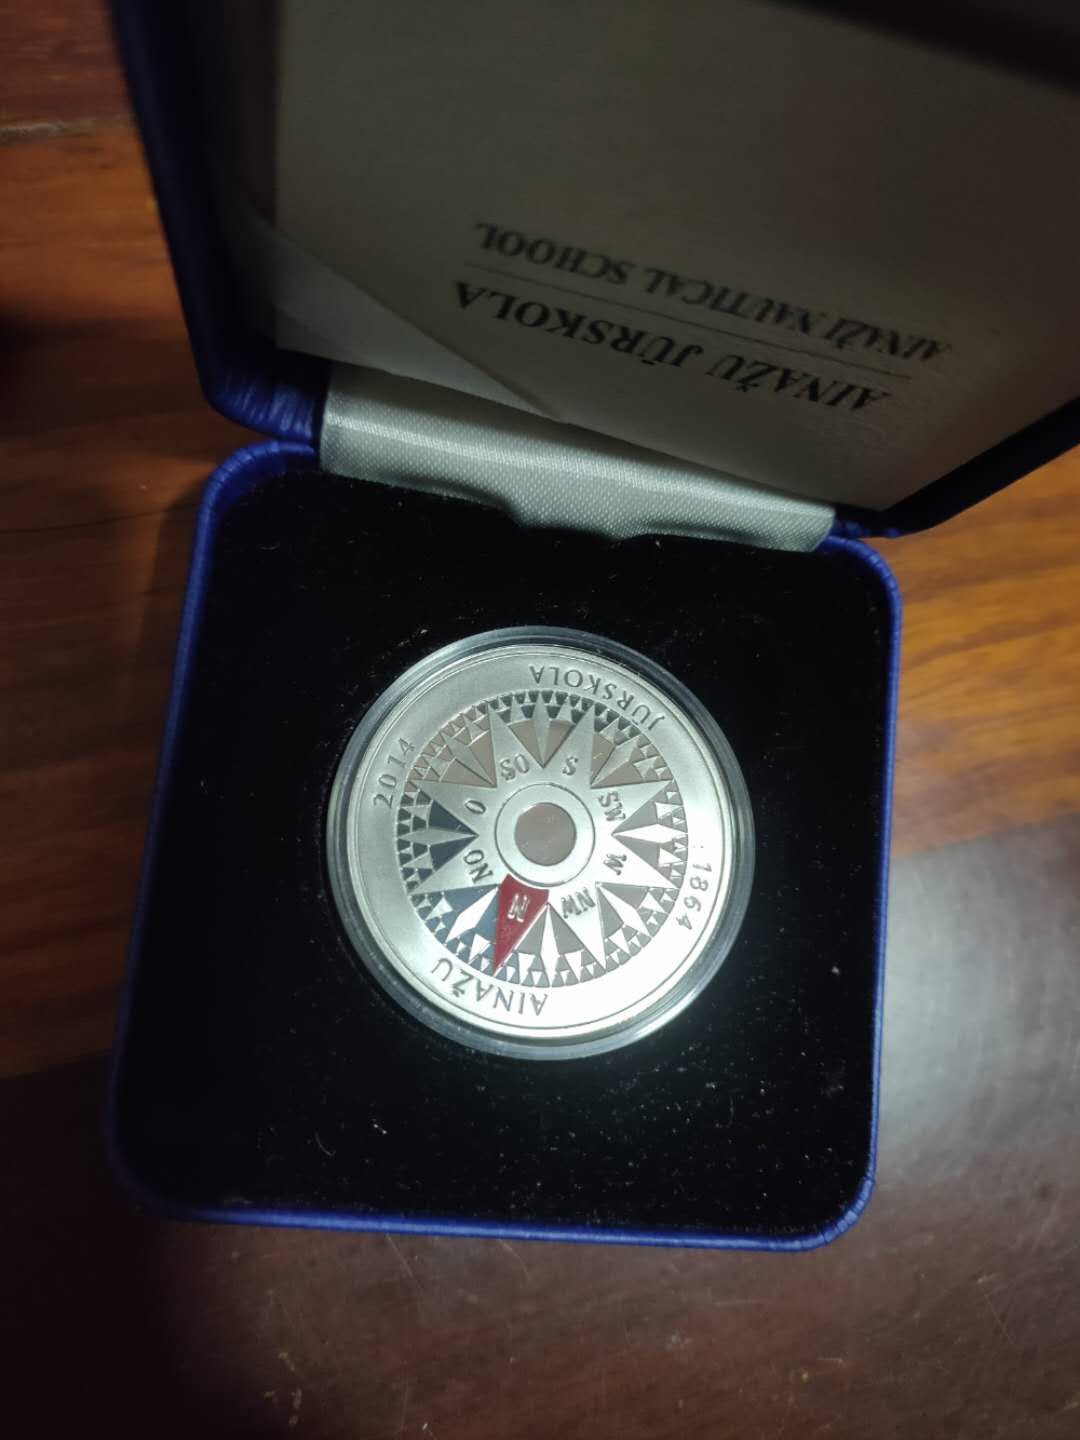 AINAŽU JŪRSKOLA
AINAŽI NAUTICAL SCHOOL
AINAŽU
JŪRSKOLA
1864
2014
N
NO
O
SO
S
SW
W
NW